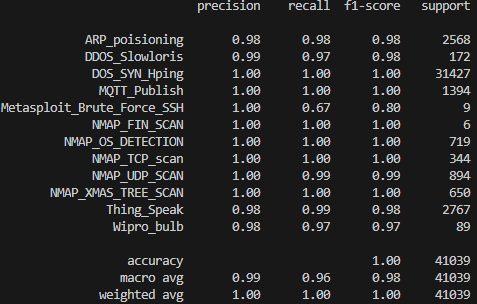 precision recall f1-score support
ARP_poisioning 0.98 0.98 0.98 2568
DDOS_Slowloris 0.99 0.97 0.98 172
DOS_SYN_Hping 1.00 1.00 1.00 31427
MQTT_Publish 1.00 1.00 1.00 1394
Metasploit_Brute_Force_SSH 1.00 0.67 0.80 9
NMAP_FIN_SCAN 1.00 1.00 1.00 6
NMAP_OS_DETECTION 1.00 1.00 1.00 719
NMAP_TCP_scan 1.00 1.00 1.00 344
NMAP_UDP_SCAN 1.00 0.99 0.99 894
NMAP_XMAS_TREE_SCAN 1.00 1.00 1.00 650
Thing_Speak 0.98 0.99 0.98 2767
Wipro_bulb 0.98 0.97 0.97 89
accuracy 1.00 41039
macro avg 0.99 0.96 0.98 41039
weighted avg 1.00 1.00 1.00 41039